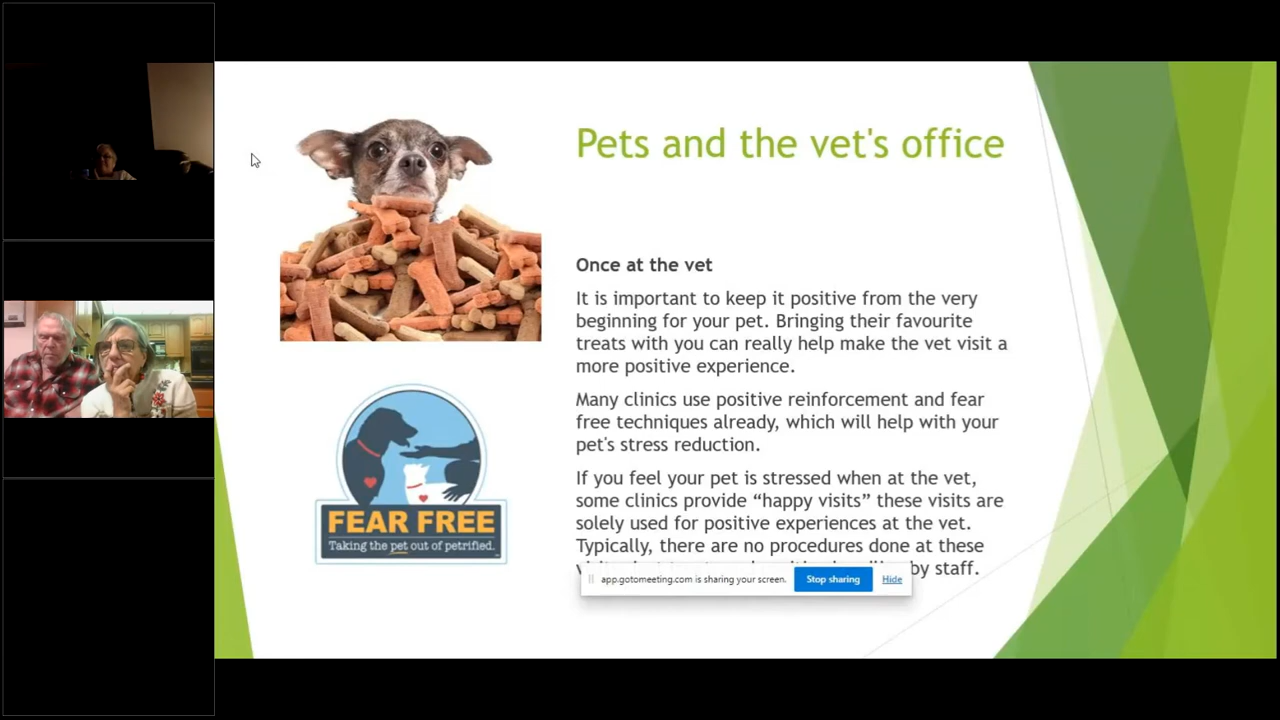 Pets and the vet's office
Once at the vet
It is important to keep it positive from the very
beginning for your pet. Bringing their favourite
treats with you can really help make the vet visit a
more positive experience.
Many clinics use positive reinforcement and fear
free techniques already, which will help with your
pet's stress reduction.
If you feel your pet is stressed when at the vet,
some clinics provide “happy visits” these visits are
solely used for positive experiences at the vet.
Typically, there are no procedures done at these
by staff.
FEAR FREE
Taking the pet out of petrified.
app.gotomeeting.com is sharing your screen.
Stop sharing
Hide